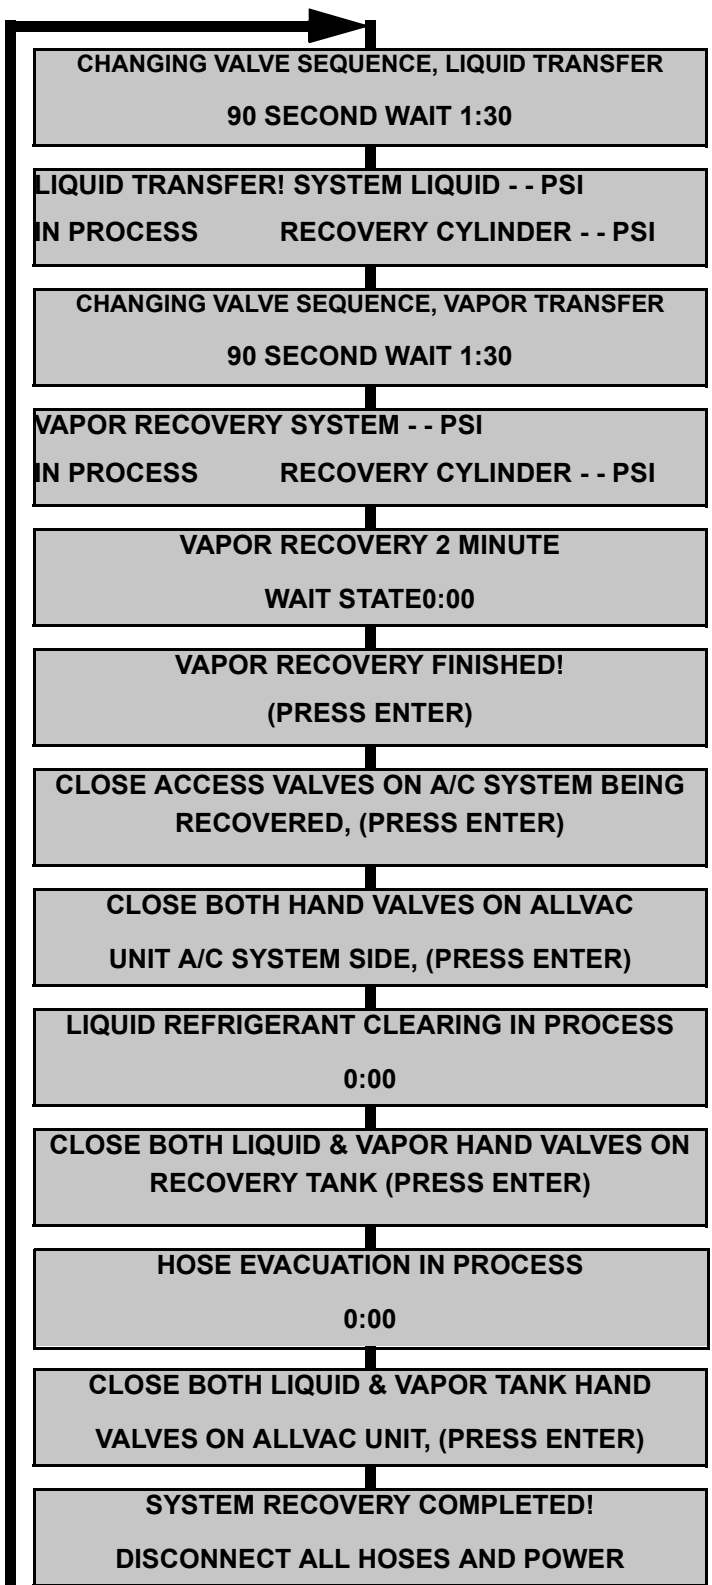 CHANGING VALVE SEQUENCE, LIQUID TRANSFER
90 SECOND WAIT 1:30
LIQUID TRANSFER! SYSTEM LIQUID - - PSI
IN PROCESS RECOVERY CYLINDER - - PSI
CHANGING VALVE SEQUENCE, VAPOR TRANSFER
90 SECOND WAIT 1:30
VAPOR RECOVERY SYSTEM - - PSI
IN PROCESS RECOVERY CYLINDER - - PSI
VAPOR RECOVERY 2 MINUTE
WAIT STATE0:00
VAPOR RECOVERY FINISHED!
(PRESS ENTER)
CLOSE ACCESS VALVES ON A/C SYSTEM BEING
RECOVERED, (PRESS ENTER)
CLOSE BOTH HAND VALVES ON ALLVAC
UNIT A/C SYSTEM SIDE, (PRESS ENTER)
LIQUID REFRIGERANT CLEARING IN PROCESS
0:00
CLOSE BOTH LIQUID & VAPOR HAND VALVES ON
RECOVERY TANK (PRESS ENTER)
HOSE EVACUATION IN PROCESS
0:00
CLOSE BOTH LIQUID & VAPOR TANK HAND
VALVES ON ALLVAC UNIT, (PRESS ENTER)
SYSTEM RECOVERY COMPLETED!
DISCONNECT ALL HOSES AND POWER